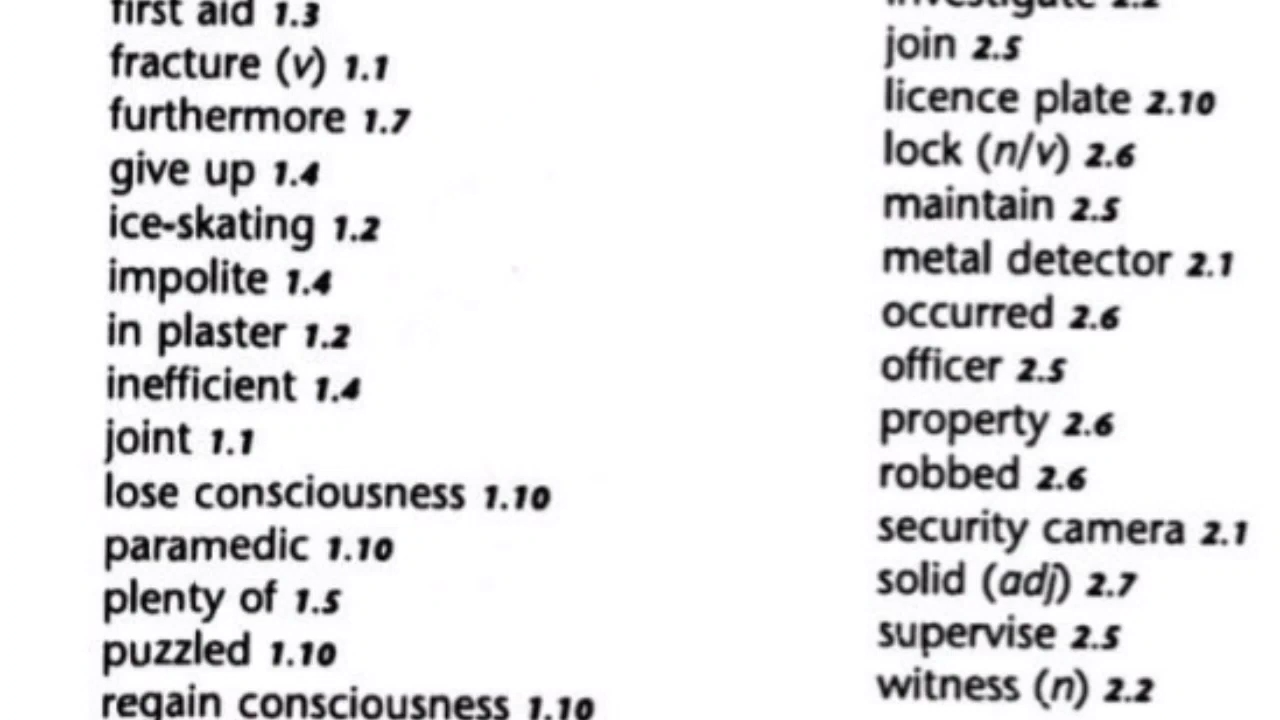 first aid 1.3
fracture (v) 1.1
furthermore 1.7
give up 1.4
ice-skating 1.2
impolite 1.4
in plaster 1.2
inefficient 1.4
joint 1.1
lose consciousness 1.10
paramedic 1.10
plenty of 1.5
puzzled 1.10
regain consciousness 1.10
investigate 2.2
join 2.5
licence plate 2.10
lock (n/v) 2.6
maintain 2.5
metal detector 2.1
occurred 2.6
officer 2.5
property 2.6
robbed 2.6
security camera 2.1
solid (adj) 2.7
supervise 2.5
witness (n) 2.2